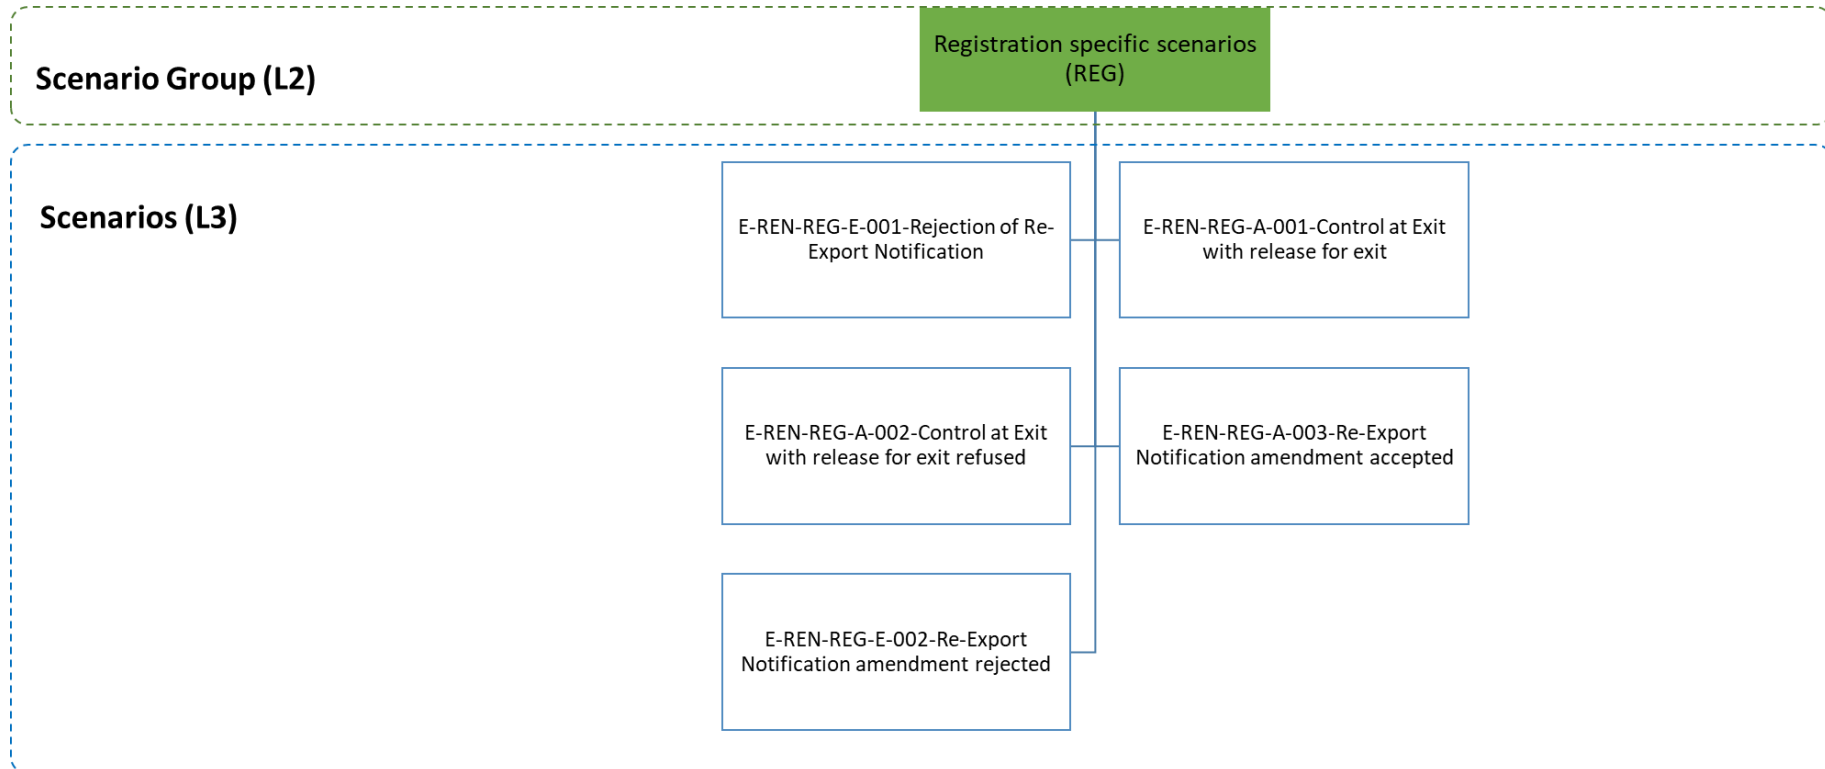 Registration specific scenarios
(REG)
Scenario Group (L2)
Scenarios (L3)
E-REN-REG-E-001-Rejection of Re-
Export Notification
E-REN-REG-A-001-Control at Exit
with release for exit
E-REN-REG-A-002-Control at Exit
with release for exit refused
E-REN-REG-A-003-Re-Export
Notification amendment accepted
E-REN-REG-E-002-Re-Export
Notification amendment rejected